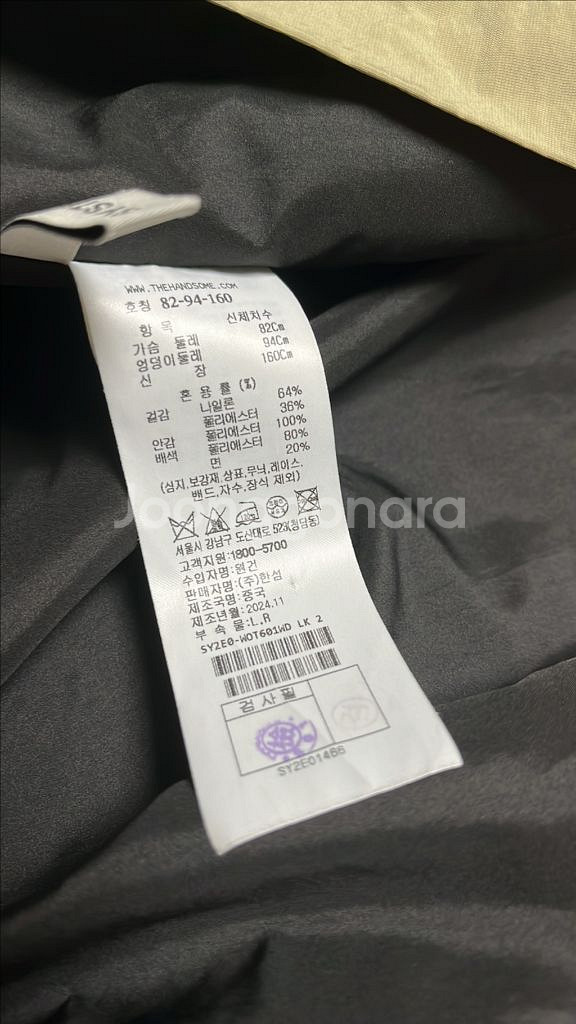 WWW.THEHANDSOME.COM
호칭 82-94-160
항 목 신체치수
가슴 둘레 82Cm
엉덩이둘레 94Cm
신 장 160Cm
혼 용 률 (%)
겉감 나일론 64%
폴리에스터 36%
안감 폴리에스터 100%
배색 폴리에스터 80%
면 20%
(심지,보강재,상표,무늬,레이스,
밴드,자수,장식 제외)
서울시 강남구 도산대로 523(청담동)
고객지원:1800-5700
수입자명:원건
판매자명:(주)한섬
제조국명:중국
제조년월:2024.11
부 속 물:L.R
SY2E0-WOT601WD LK 2
검 사 필
SY2E01466